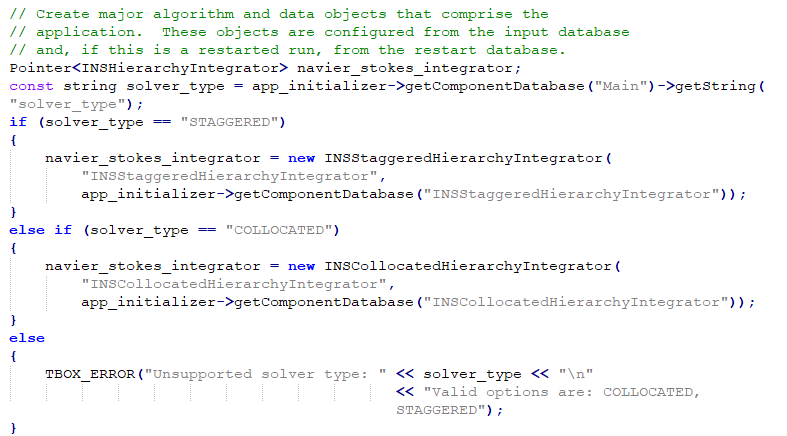 // Create major algorithm and data objects that comprise the
// application.  These objects are configured from the input database
// and, if this is a restarted run, from the restart database.
Pointer<INSHierarchyIntegrator> navier_stokes_integrator;
const string solver_type = app_initializer->getComponentDatabase("Main")->getString(
"solver_type");
if (solver_type == "STAGGERED")
{
    navier_stokes_integrator = new INSStaggeredHierarchyIntegrator(
        "INSStaggeredHierarchyIntegrator",
        app_initializer->getComponentDatabase("INSStaggeredHierarchyIntegrator"));
}
else if (solver_type == "COLLOCATED")
{
    navier_stokes_integrator = new INSCollocatedHierarchyIntegrator(
        "INSCollocatedHierarchyIntegrator",
        app_initializer->getComponentDatabase("INSCollocatedHierarchyIntegrator"));
}
else
{
    TBOX_ERROR("Unsupported solver type: " << solver_type << "\n"
                                           << "Valid options are: COLLOCATED,
                                           STAGGERED");
}